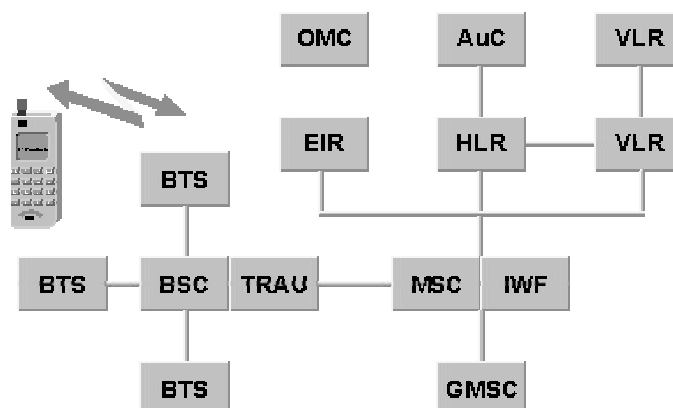 OMC AuC VLR
EIR HLR VLR
BTS
BTS BSC TRAU MSC IWF
BTS GMSC